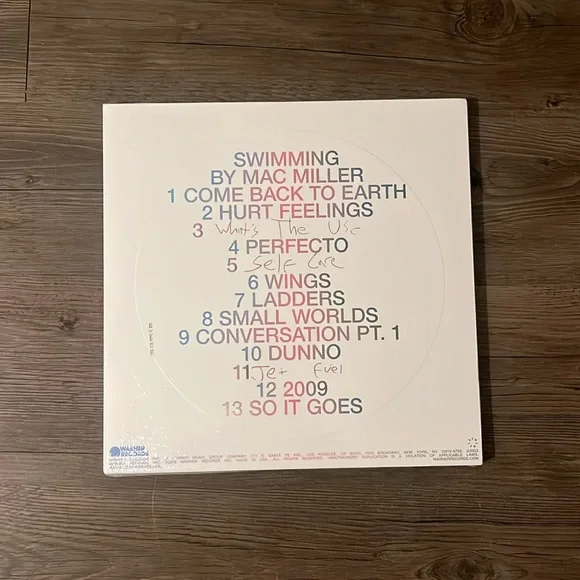 SWIMMING
BY MAC MILLER
1 COME BACK TO EARTH
2 HURT FEELINGS
3 What's The Use
4 PERFECTO
5 Self Care
6 WINGS
7 LADDERS
8 SMALL WORLDS
9 CONVERSATION PT. 1
10 DUNNO
11 Jet Fuel
12 2009
13 SO IT GOES
WARNER
RECORDS